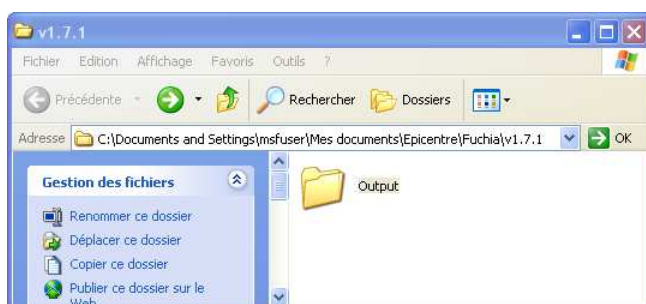 v1.7.1
Fichier Edition Affichage Favoris Outils ?
Précédente Rechercher Dossiers
Adresse C:\Documents and Settings\msfuser\Mes documents\Epicentre\Fuchia\v1.7.1 OK
Gestion des fichiers
Renommer ce dossier
Déplacer ce dossier
Copier ce dossier
Publier ce dossier sur le
Web
Output